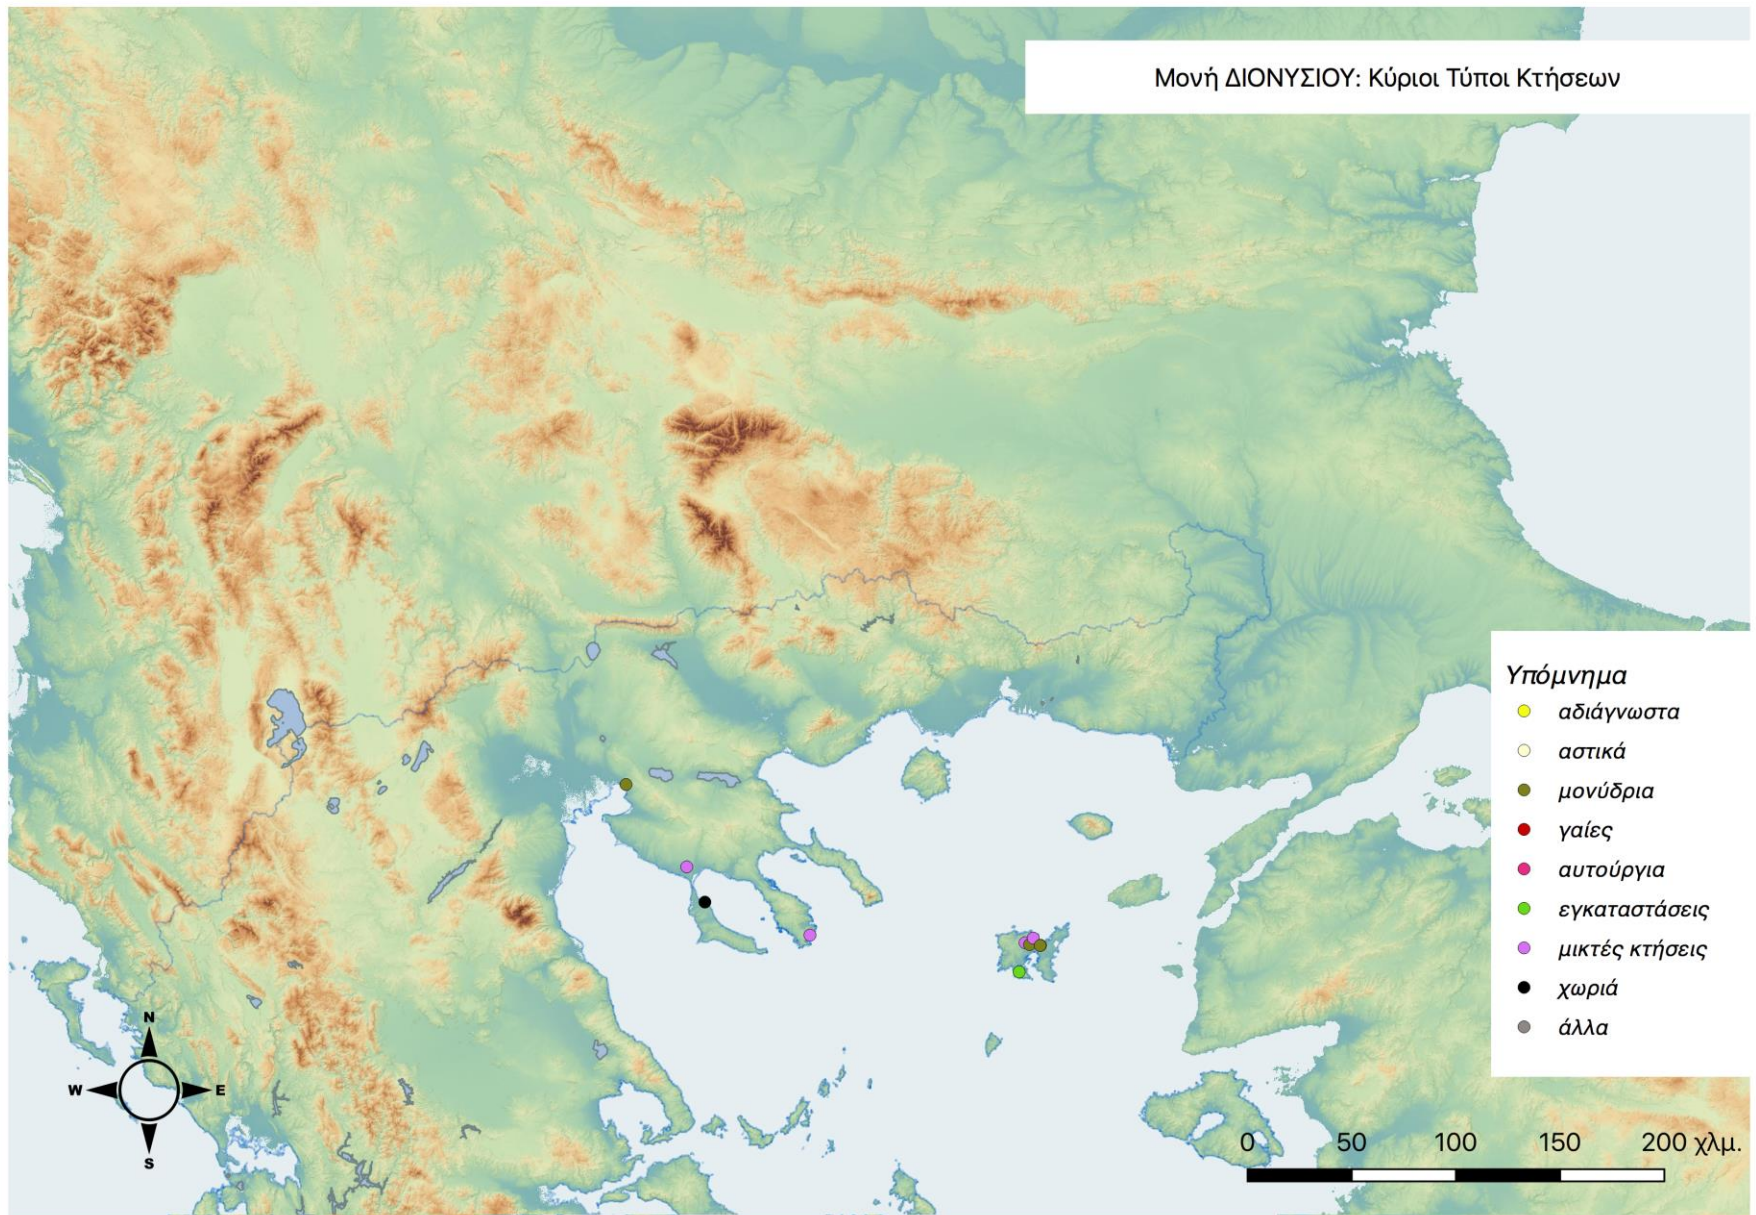 Μονή ΔΙΟΝΥΣΙΟΥ: Κύριοι Τύποι Κτήσεων
Υπόμνημα
αδιάγνωστα
αστικά
μονύδρια
γαίες
αυτούργια
εγκαταστάσεις
μικτές κτήσεις
χωριά
άλλα
N
W E
S
0 50 100 150 200 χλμ.